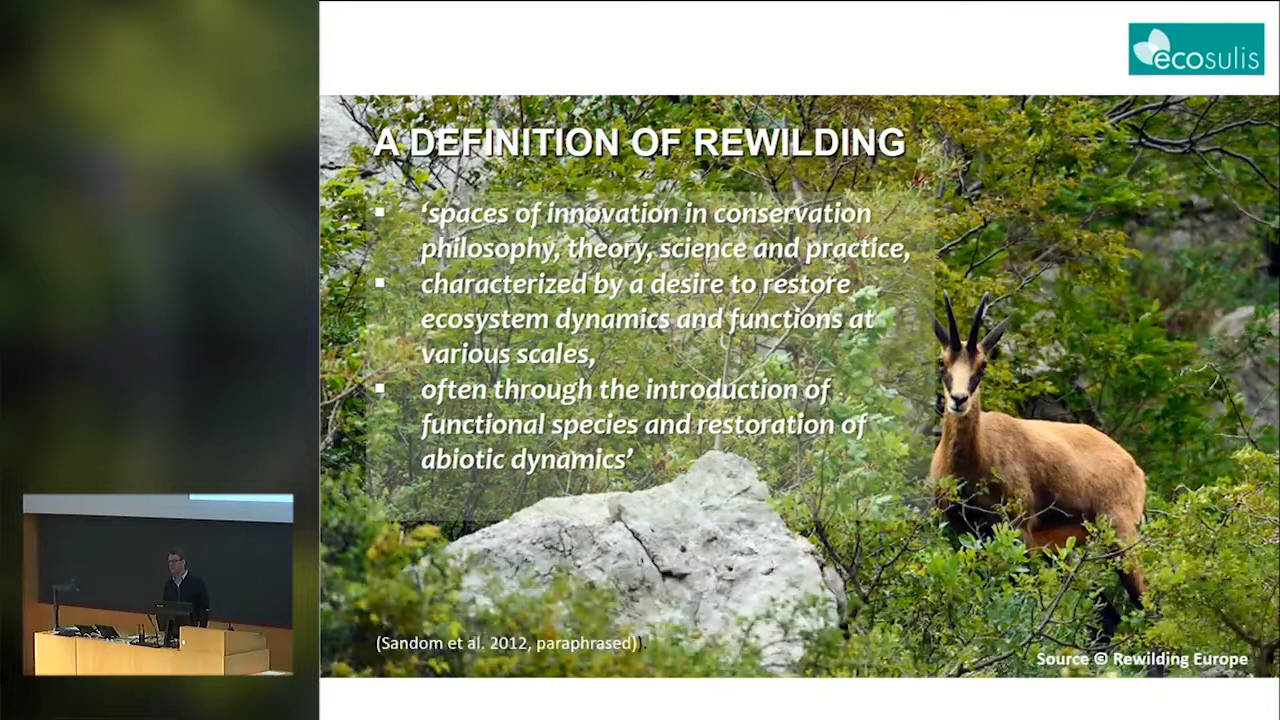 ecosulis
A DEFINITION OF REWILDING
▪ ‘spaces of innovation in conservation
philosophy, theory, science and practice,
▪ characterized by a desire to restore
ecosystem dynamics and functions at
various scales,
▪ often through the introduction of
functional species and restoration of
abiotic dynamics’
(Sandom et al. 2012, paraphrased)).
Source © Rewilding Europe